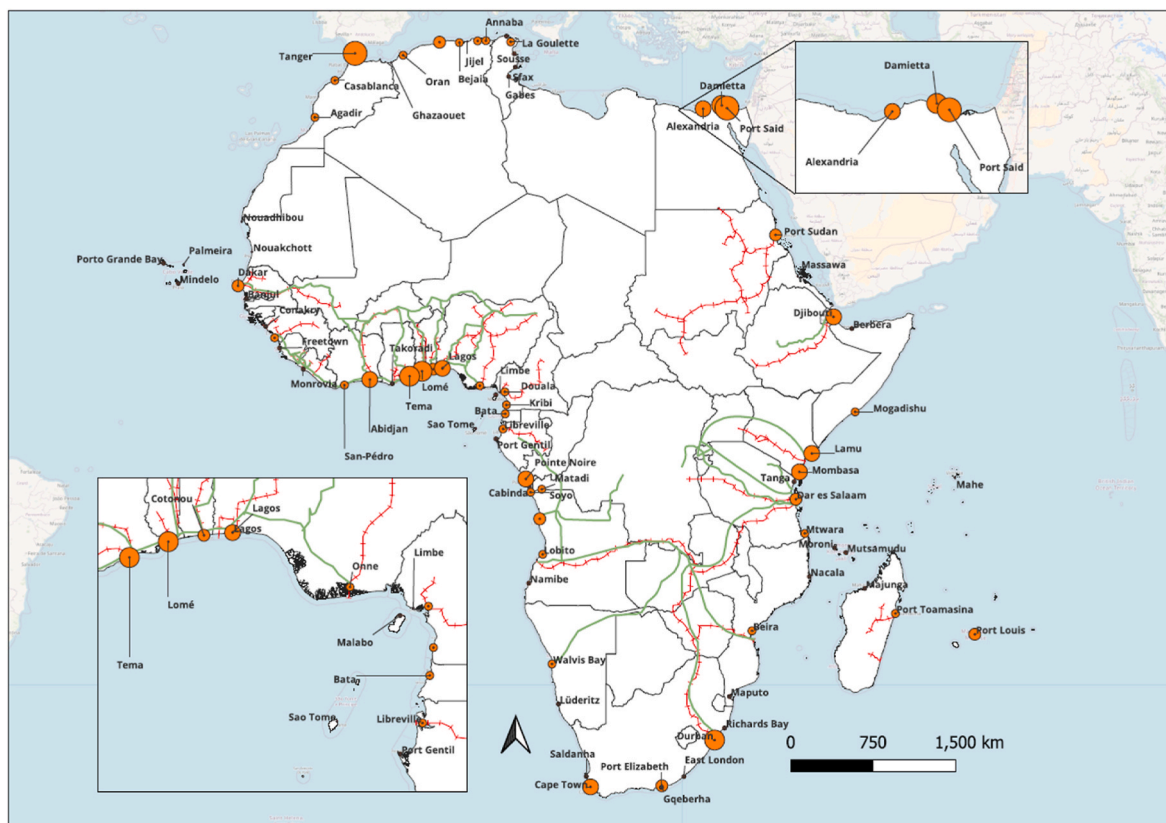 Annaba
Tanger
La Goulette
Jijel
Sousse
Oran
Bejaia
Sfax
Casablanca
Gabes
Agadir
Ghazaouet
Damietta
Alexandria
Port Said
Damietta
Alexandria
Port Said
Nouadhibou
Port Sudan
Nouakchott
Palmeira
Porto Grande Bay
Mindelo
Dakar
Massawa
Banjul
Conakry
Djibouti
Berbera
Freetown
Takoradi
Lagos
Limbe
Monrovia
Lomé
Douala
Tema
Kribi
Bata
Abidjan
Sao Tome
Libreville
Mogadishu
San-Pédro
Port Gentil
Lamu
Pointe Noire
Mombasa
Matadi
Tanga
Cabinda
Soyo
Dar es Salaam
Mahe
Mtwara
Moroni
Mutsamudu
Lobito
Nacala
Namibe
Majunga
Port Toamasina
Beira
Port Louis
Walvis Bay
Maputo
Lüderitz
Richards Bay
Durban
Saldanha
Port Elizabeth
East London
Cape Town
Gqeberha
Cotonou
Lagos
Lagos
Limbe
Onne
Lomé
Malabo
Tema
Bata
Sao Tome
Libreville
Port Gentil
0 750 1,500 km